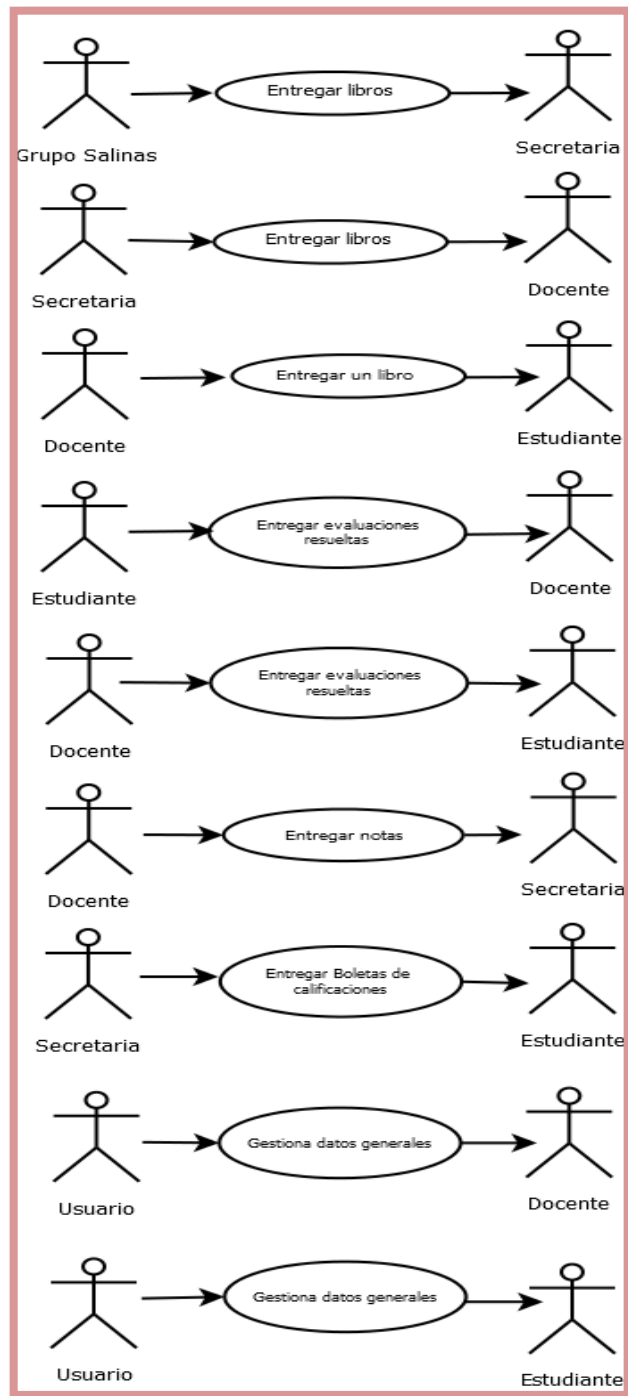 Entregar libros
Grupo Salinas
Secretaria
Entregar libros
Secretaria
Docente
Entregar un libro
Docente
Estudiante
Entregar evaluaciones
resueltas
Estudiante
Docente
Entregar evaluaciones
resueltas
Docente
Estudiante
Entregar notas
Docente
Secretaria
Entregar Boletas de
calificaciones
Secretaria
Estudiante
Gestiona datos generales
Usuario
Docente
Gestiona datos generales
Usuario
Estudiante